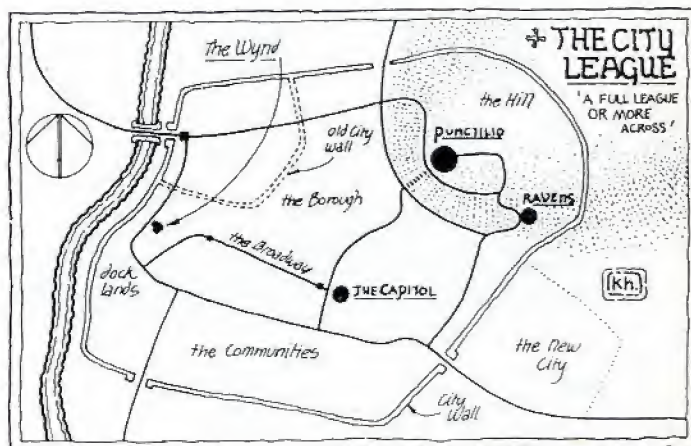 The Wynd
THE CITY
LEAGUE
'A FULL LEAGUE
OR MORE
ACROSS'
the Hill
old City
wall
PUNCTILIO
the Borough
RAVENS
the Broadway
dock
lands
THE CAPITOL
Kh.
the Communities
the New
City
City
Wall